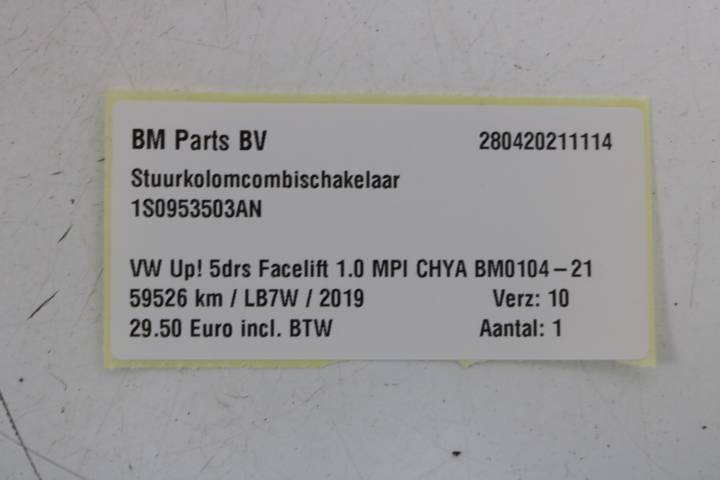 BM Parts BV 280420211114
Stuurkolomcombischakelaar
1S0953503AN
VW Up! 5drs Facelift 1.0 MPI CHYA BM0104-21
59526 km / LB7W / 2019 Verz: 10
29.50 Euro incl. BTW Aantal: 1